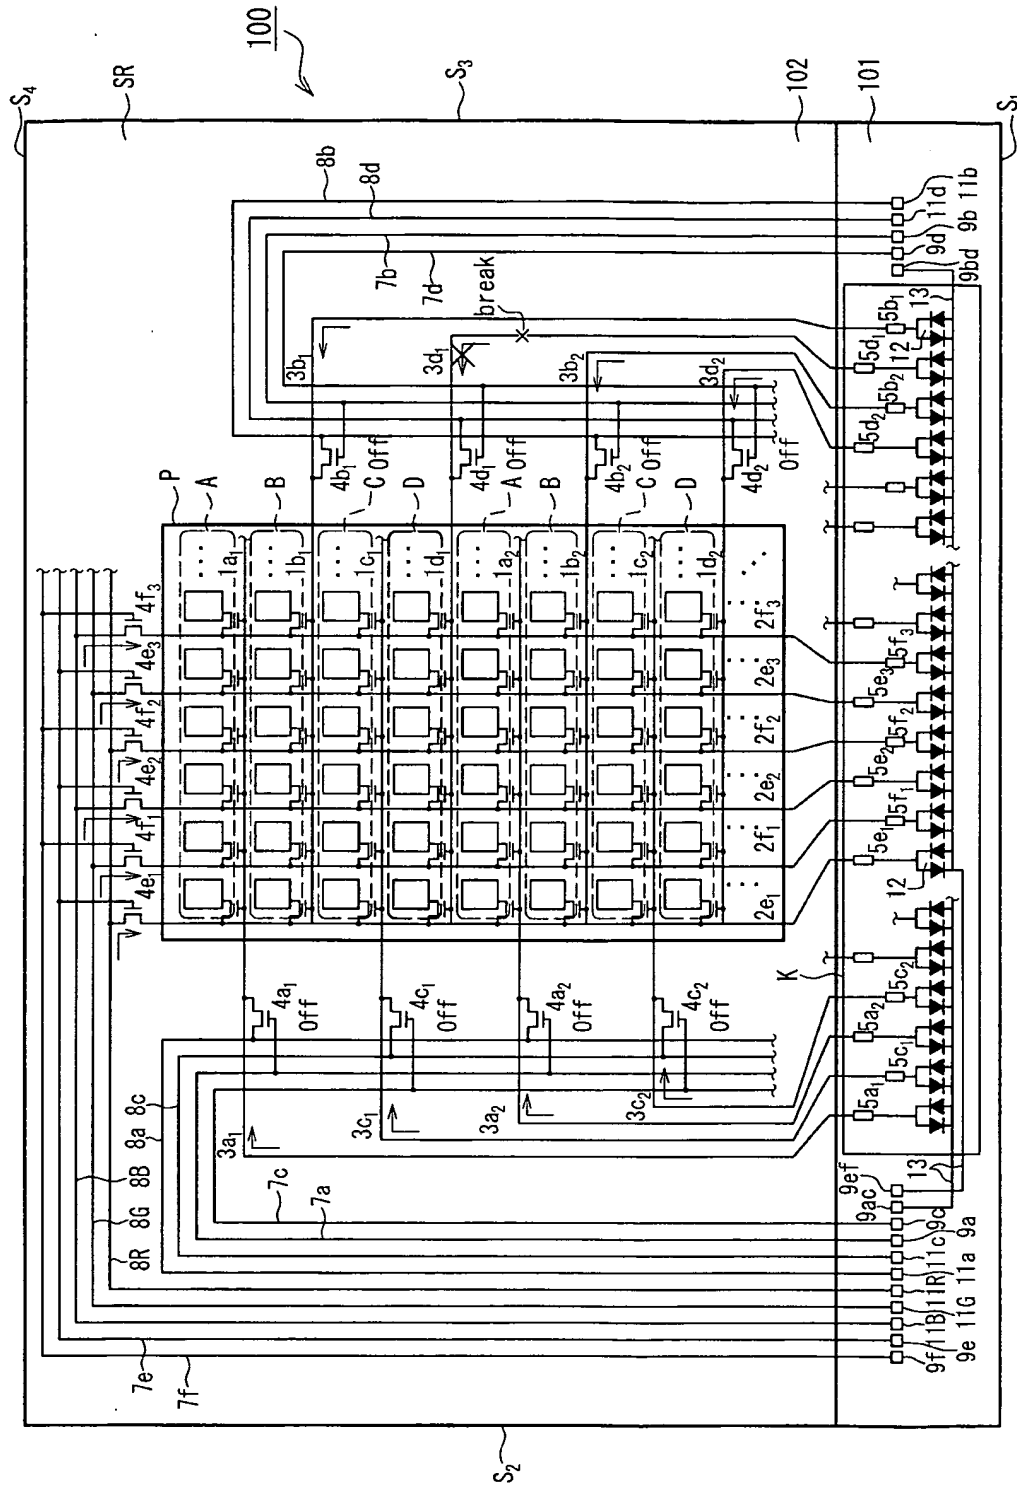 100
S₄
SR
S₃
102
101
S₁
8b
8d
7b
7d
break
11b
11d
9b
9d
9bd
3b₁
3d₁
3b₂
3d₂
13
5b₁
12
5d₁
5b₂
5d₂
4b₁
Off
4d₁
Off
4b₂
Off
4d₂
Off
P
A
B
C
D
A
B
C
D
1a₁
1b₁
1c₁
1d₁
1a₂
1b₂
1c₂
1d₂
4f₃
4e₃
4f₂
4e₂
4f₁
4e₁
2f₃
2e₃
2f₂
2e₂
2f₁
2e₁
5f₃
5e₃
5f₂
5e₂
5f₁
5e₁
12
K
4a₁
Off
4c₁
Off
4a₂
Off
4c₂
Off
3a₁
3c₁
3a₂
3c₂
5c₂
5a₂
5c₁
5a₁
13
8c
8a
8B
8G
8R
7c
7a
9ef
9ac
9c
9a
11c
11a
11R
11G
11B
9e
9f
7e
7f
S₂